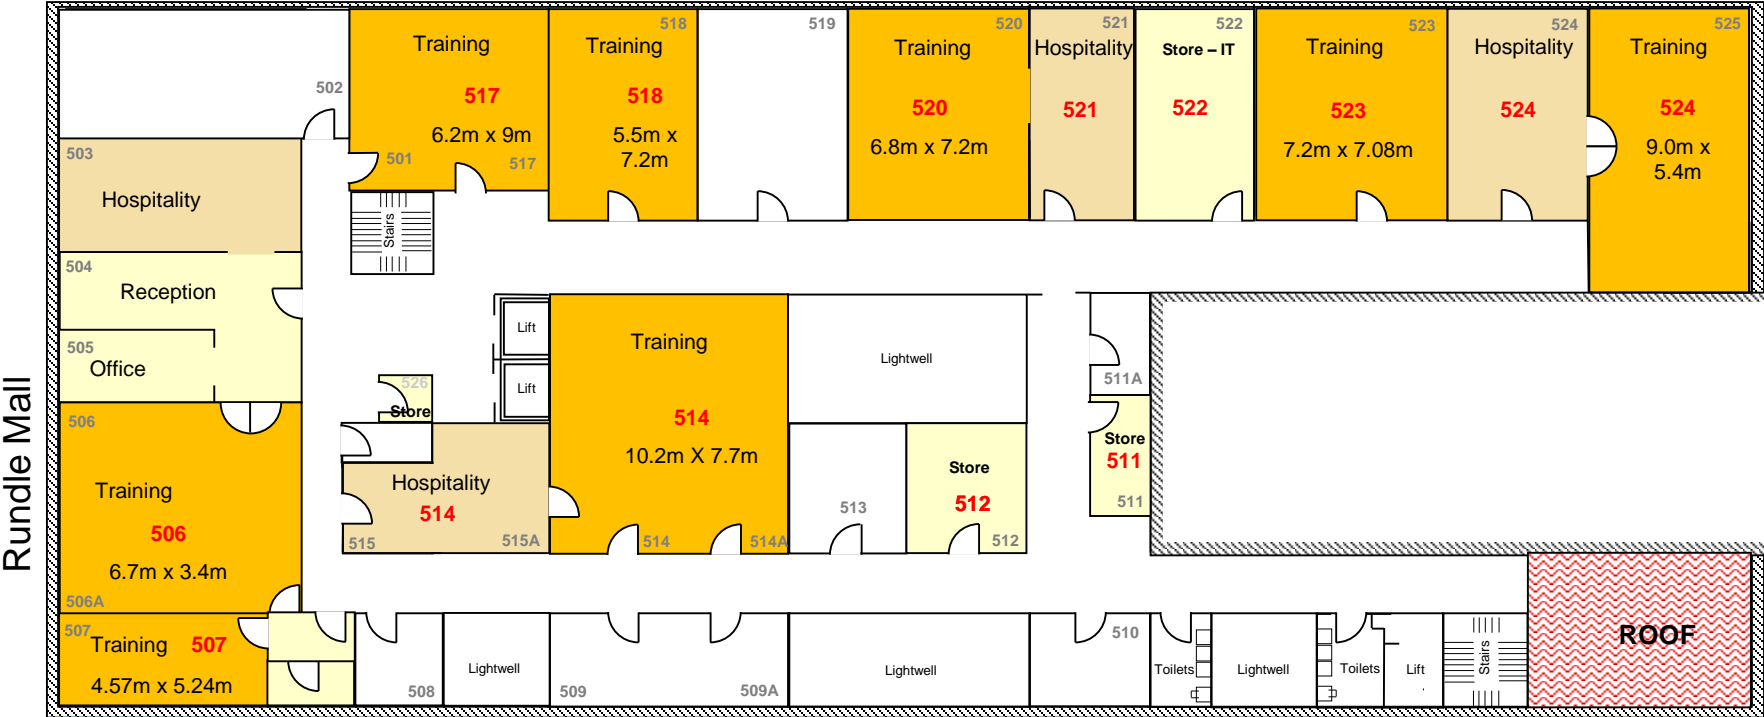 518
519
520
521
522
523
524
525
Training
Training
Training
Hospitality
Store – IT
Training
Hospitality
Training
502
517
518
520
521
522
523
524
524
6.2m x 9m
5.5m x
7.2m
6.8m x 7.2m
7.2m x 7.08m
9.0m x
5.4m
501
517
503
Hospitality
Stairs
504
Reception
505
Office
Lift
Lift
526
Store
Training
514
10.2m X 7.7m
514
514A
Lightwell
511A
Store
511
511
Rundle Mall
506
Training
506
6.7m x 3.4m
506A
Hospitality
514
515
515A
513
Store
512
512
507
Training
507
4.57m x 5.24m
508
Lightwell
509
509A
Lightwell
510
Toilets
Lightwell
Toilets
Lift
Stairs
ROOF